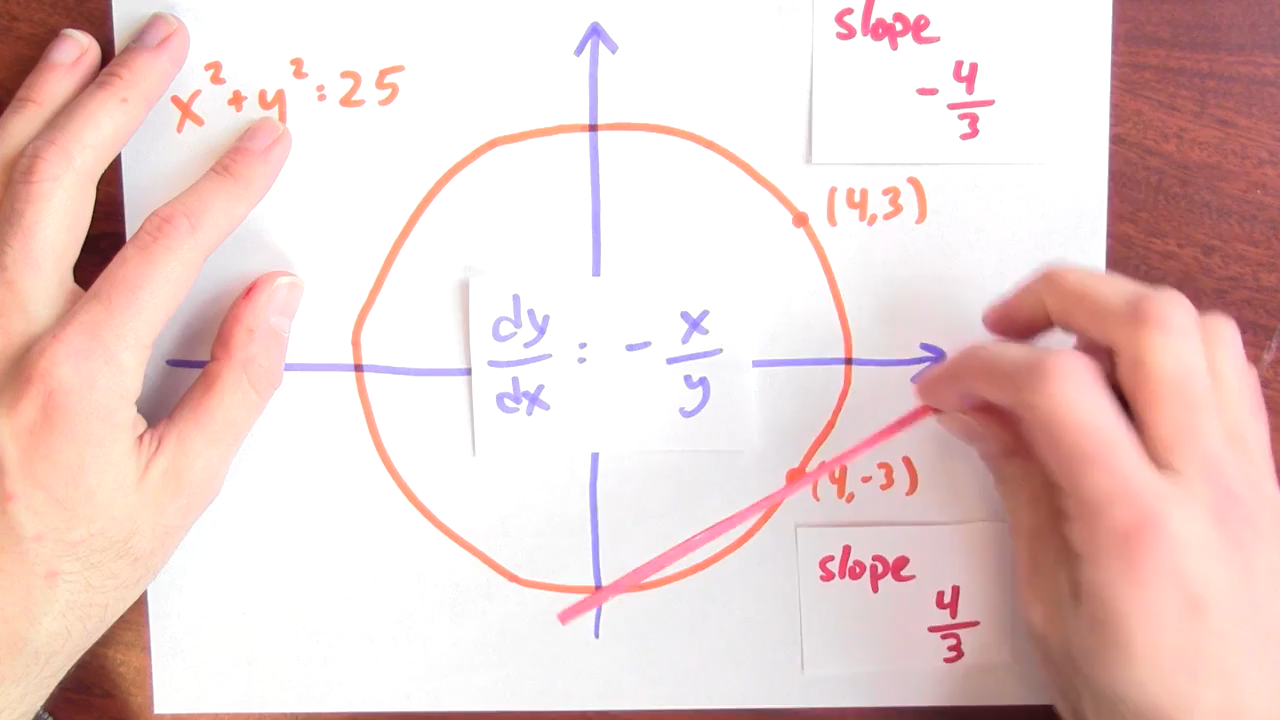 x² + y² = 25
slope
- 4/3
(4,3)
dy/dx = - x/y
(4,-3)
slope
4/3